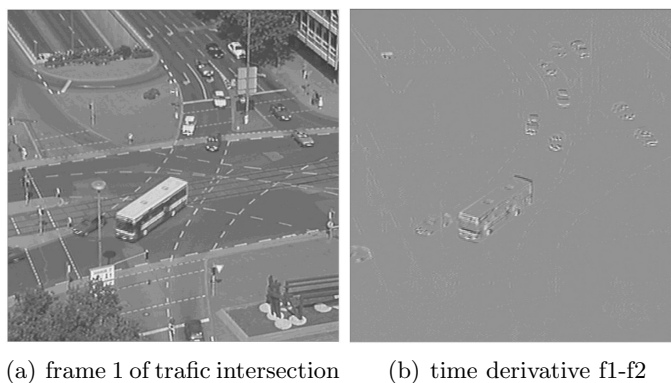 (a) frame 1 of trafic intersection
(b) time derivative f1-f2